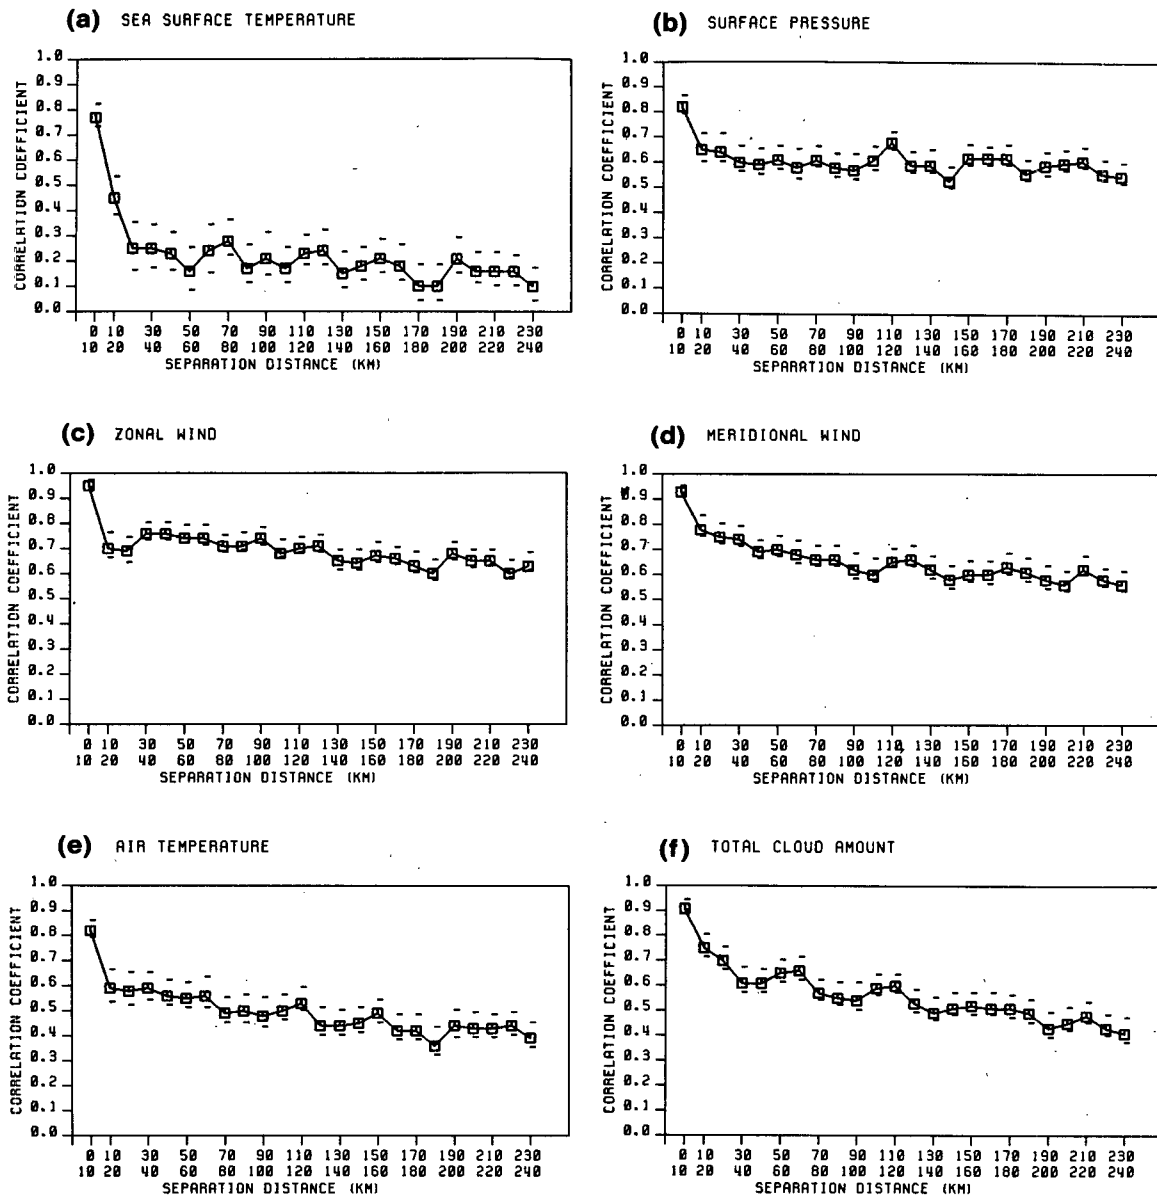 (a) SEA SURFACE TEMPERATURE
CORRELATION COEFFICIENT
1.0
0.9
0.8
0.7
0.6
0.5
0.4
0.3
0.2
0.1
0.0
0 10 30 50 70 90 110 130 150 170 190 210 230
10 20 40 60 80 100 120 140 160 180 200 220 240
SEPARATION DISTANCE (KM)
(b) SURFACE PRESSURE
CORRELATION COEFFICIENT
1.0
0.9
0.8
0.7
0.6
0.5
0.4
0.3
0.2
0.1
0.0
0 10 30 50 70 90 110 130 150 170 190 210 230
10 20 40 60 80 100 120 140 160 180 200 220 240
SEPARATION DISTANCE (KM)
(c) ZONAL WIND
CORRELATION COEFFICIENT
1.0
0.9
0.8
0.7
0.6
0.5
0.4
0.3
0.2
0.1
0.0
0 10 30 50 70 90 110 130 150 170 190 210 230
10 20 40 60 80 100 120 140 160 180 200 220 240
SEPARATION DISTANCE (KM)
(d) MERIDIONAL WIND
CORRELATION COEFFICIENT
1.0
0.9
0.8
0.7
0.6
0.5
0.4
0.3
0.2
0.1
0.0
0 10 30 50 70 90 110 130 150 170 190 210 230
10 20 40 60 80 100 120 140 160 180 200 220 240
SEPARATION DISTANCE (KM)
(e) AIR TEMPERATURE
CORRELATION COEFFICIENT
1.0
0.9
0.8
0.7
0.6
0.5
0.4
0.3
0.2
0.1
0.0
0 10 30 50 70 90 110 130 150 170 190 210 230
10 20 40 60 80 100 120 140 160 180 200 220 240
SEPARATION DISTANCE (KM)
(f) TOTAL CLOUD AMOUNT
CORRELATION COEFFICIENT
1.0
0.9
0.8
0.7
0.6
0.5
0.4
0.3
0.2
0.1
0.0
0 10 30 50 70 90 110 130 150 170 190 210 230
10 20 40 60 80 100 120 140 160 180 200 220 240
SEPARATION DISTANCE (KM)